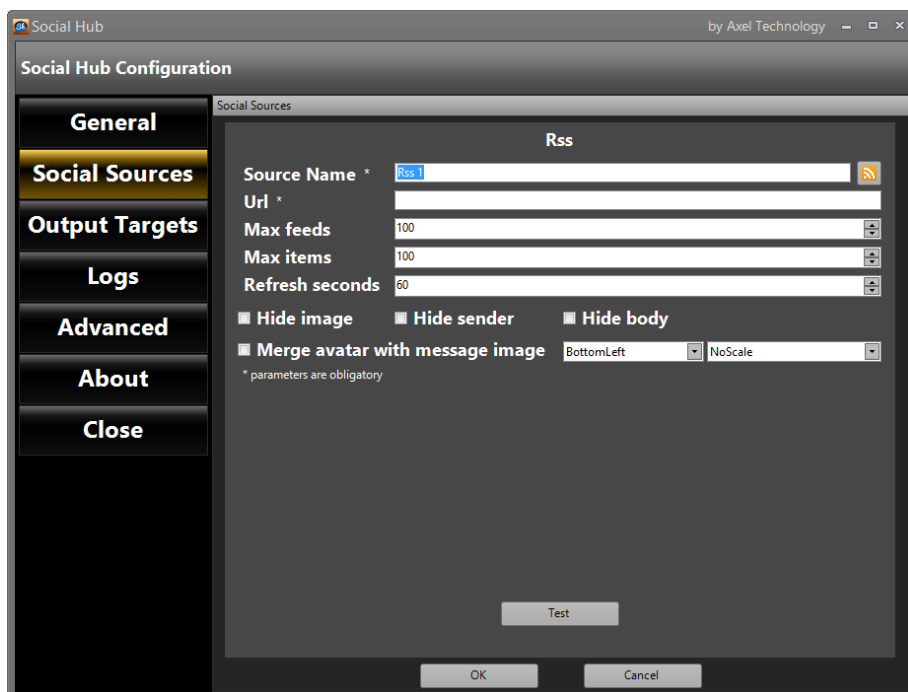 Social Hub by Axel Technology
Social Hub Configuration
General
Social Sources
Output Targets
Logs
Advanced
About
Close
Social Sources
Rss
Source Name * Rss 1
Url *
Max feeds 100
Max items 100
Refresh seconds 60
Hide image Hide sender Hide body
Merge avatar with message image BottomLeft NoScale
* parameters are obligatory
Test
OK Cancel